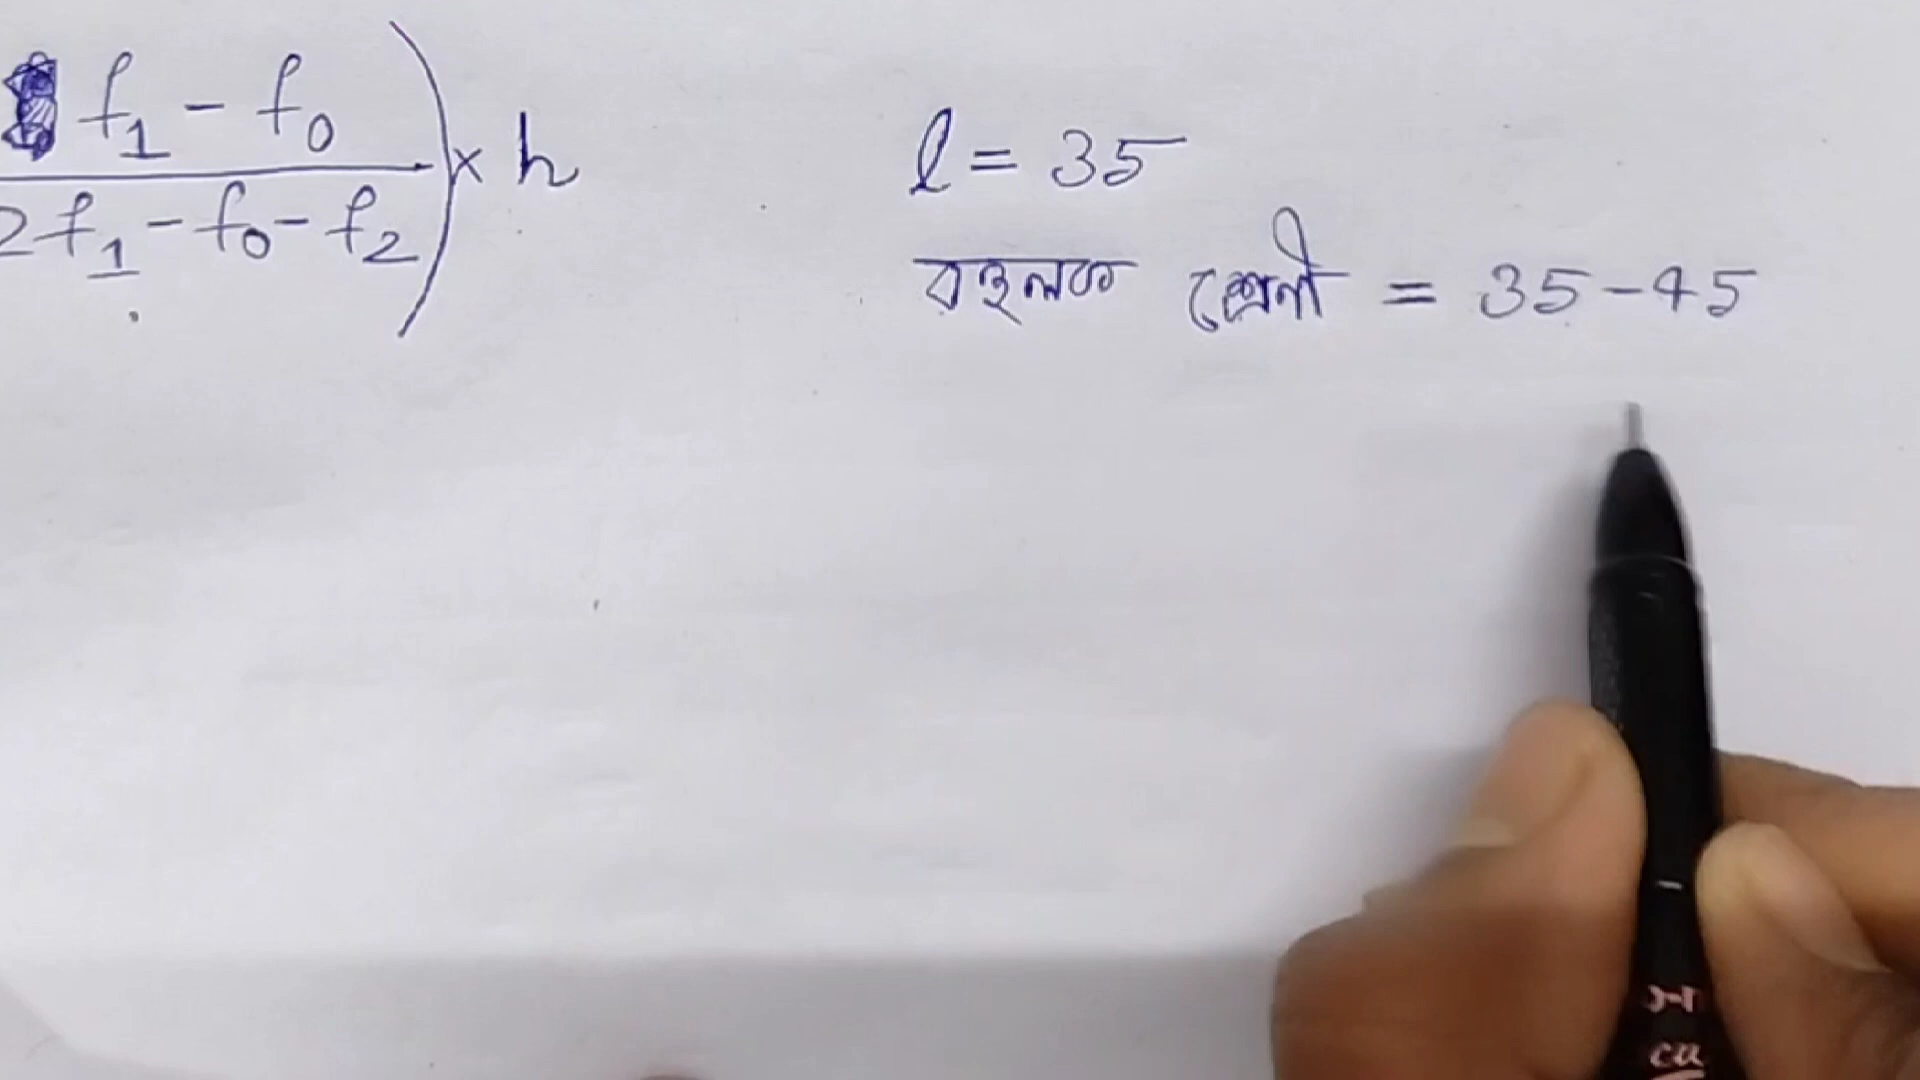 f₁ - f₀
2f₁ - f₀ - f₂) × h
l = 35
বহুলক শ্রেণী = 35-45